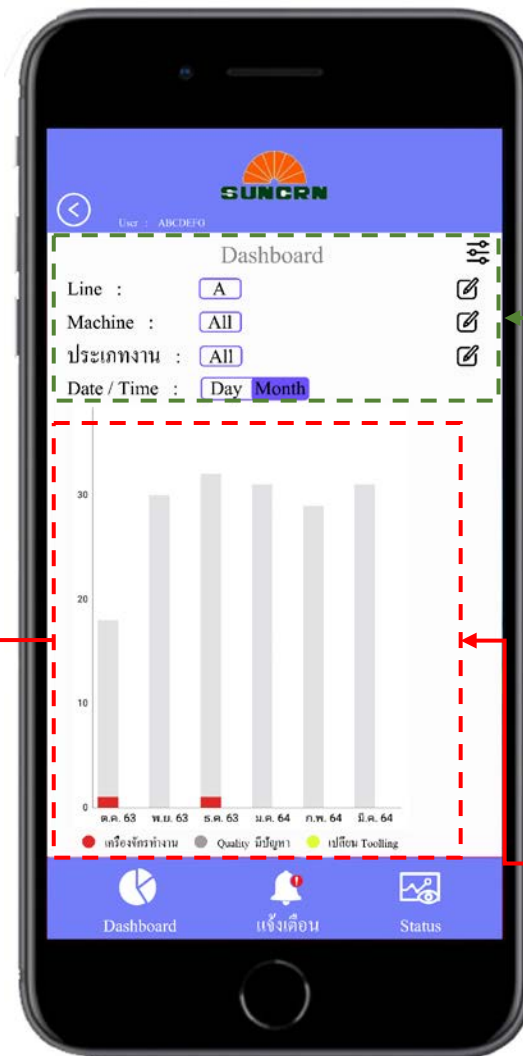 SUNCRN
User : ABCDEFO
Dashboard
Line : A
Machine : All
ประเภทงาน : All
Date / Time : Day Month
30
20
10
0
ต.ค. 63 พ.ย. 63 ธ.ค. 63 ม.ค. 64 ก.พ. 64 มี.ค. 64
เครื่องจักรทำงาน Quality มีปัญหา เปลี่ยน Toolling
Dashboard แจ้งเตือน Status